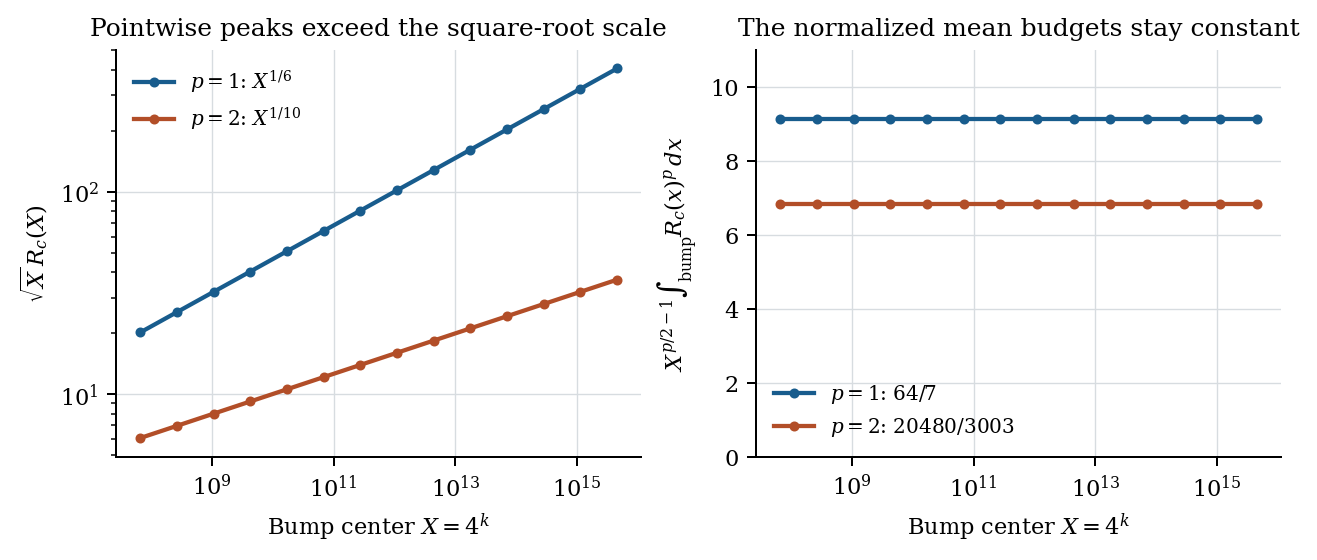 Pointwise peaks exceed the square-root scale
p = 1: X^{1/6}
p = 2: X^{1/10}
10^2
10^1
√X R_c(X)
10^9 10^{11} 10^{13} 10^{15}
Bump center X = 4^k
The normalized mean budgets stay constant
10
8
6
4
2
0
X^{p/2−1} ∫_{bump} R_c(x)^p dx
p = 1: 64/7
p = 2: 20480/3003
10^9 10^{11} 10^{13} 10^{15}
Bump center X = 4^k